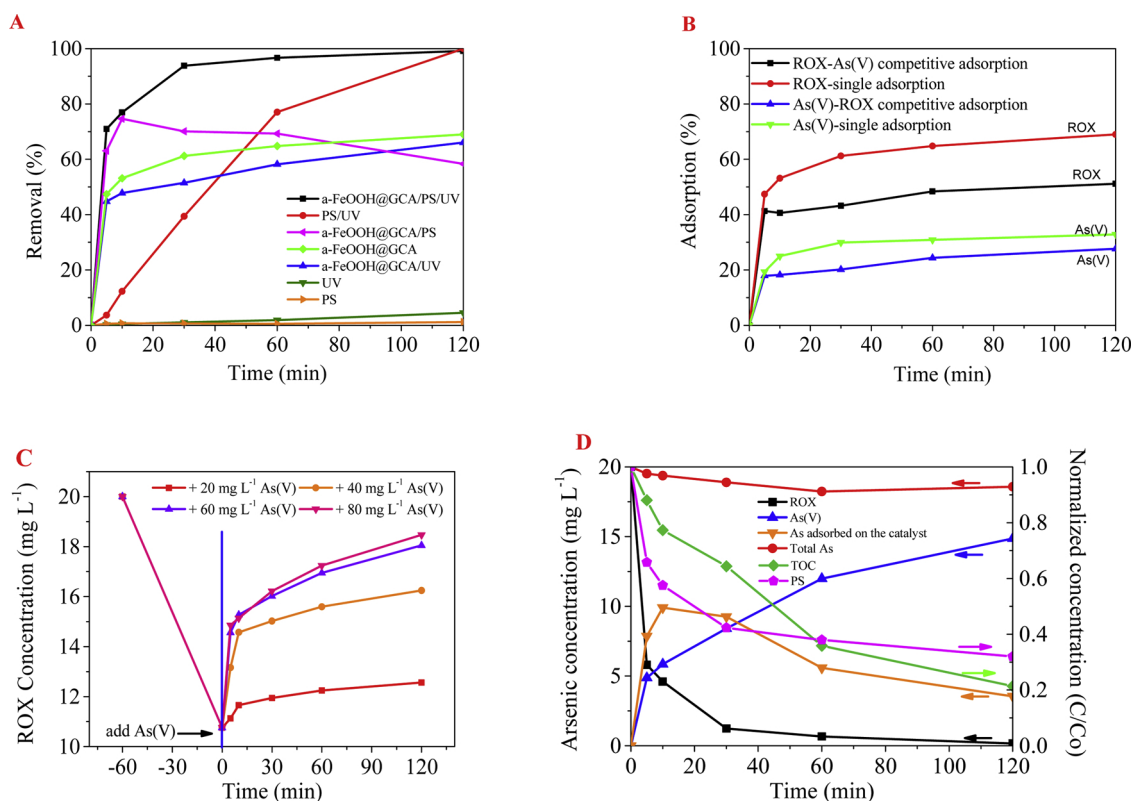 A
100
80
60
40
20
0
Removal (%)
a-FeOOH@GCA/PS/UV
PS/UV
a-FeOOH@GCA/PS
a-FeOOH@GCA
a-FeOOH@GCA/UV
UV
PS
0 20 40 60 80 100 120
Time (min)
B
100
80
60
40
20
0
Adsorption (%)
ROX-As(V) competitive adsorption
ROX-single adsorption
As(V)-ROX competitive adsorption
As(V)-single adsorption
ROX
ROX
As(V)
As(V)
0 20 40 60 80 100 120
Time (min)
C
20
18
16
14
12
10
ROX Concentration (mg L⁻¹)
+ 20 mg L⁻¹ As(V) + 40 mg L⁻¹ As(V)
+ 60 mg L⁻¹ As(V) + 80 mg L⁻¹ As(V)
add As(V)
-60 -30 0 30 60 90 120
Time (min)
D
20
15
10
5
0
Arsenic concentration (mg L⁻¹)
ROX
As(V)
As adsorbed on the catalyst
Total As
TOC
PS
1.0
0.8
0.6
0.4
0.2
0.0
Normalized concentration (C/Co)
0 20 40 60 80 100 120
Time (min)